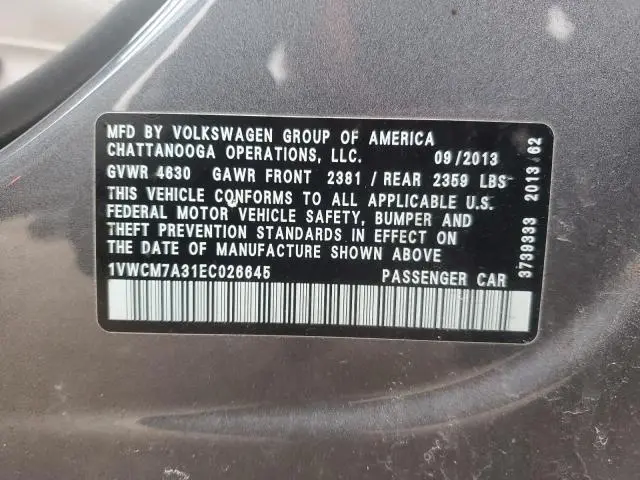 MFD BY VOLKSWAGEN GROUP OF AMERICA
CHATTANOOGA OPERATIONS, LLC. 09/2013
GVWR 4630 GAWR FRONT 2381 / REAR 2359 LBS
THIS VEHICLE CONFORMS TO ALL APPLICABLE U.S.
FEDERAL MOTOR VEHICLE SAFETY, BUMPER AND
THEFT PREVENTION STANDARDS IN EFFECT ON
THE DATE OF MANUFACTURE SHOWN ABOVE
1VWCM7A31EC026645 PASSENGER CAR
3739333 2013 62